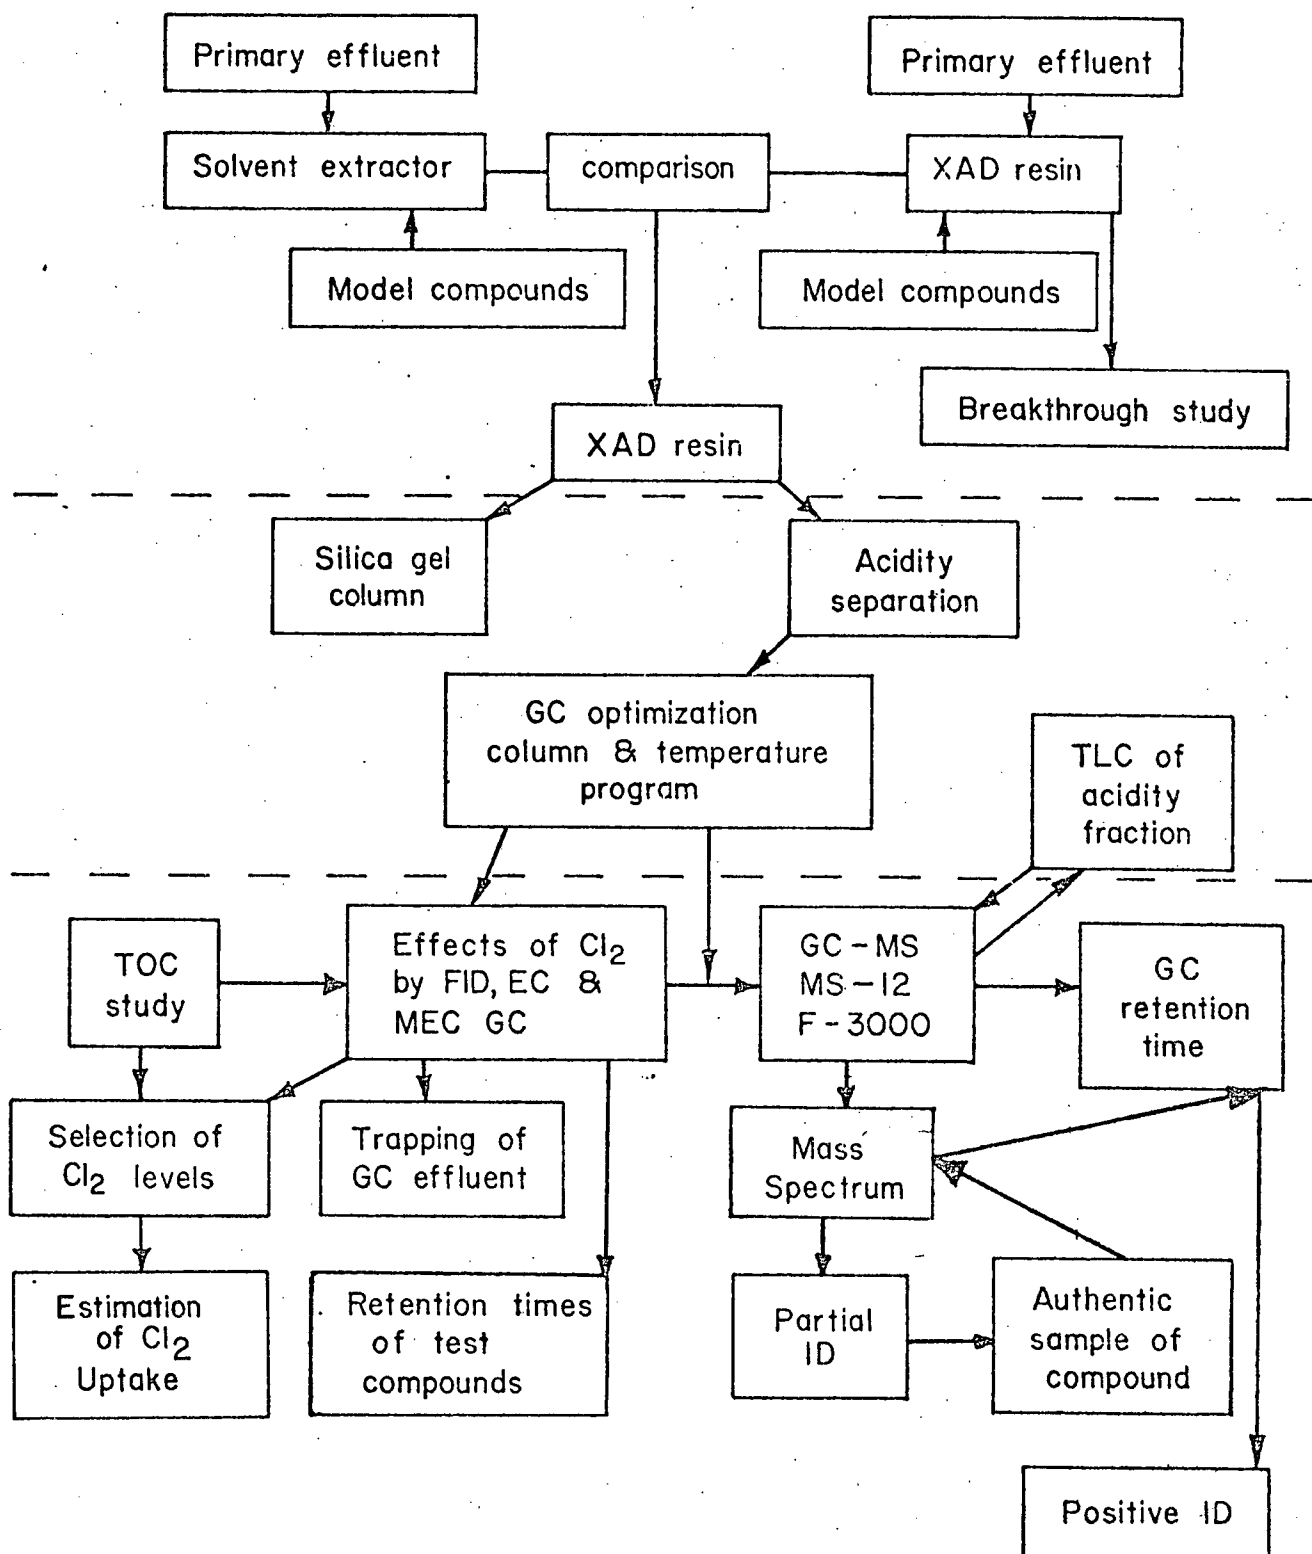 Primary effluent
Primary effluent
Solvent extractor
comparison
XAD resin
Model compounds
Model compounds
Breakthrough study
XAD resin
Silica gel
column
Acidity
separation
GC optimization
column & temperature
program
TLC of
acidity
fraction
TOC
study
Effects of Cl₂
by FID, EC &
MEC GC
GC-MS
MS-12
F-3000
GC
retention
time
Selection of
Cl₂ levels
Trapping of
GC effluent
Mass
Spectrum
Estimation
of Cl₂
Uptake
Retention times
of test
compounds
Partial
ID
Authentic
sample of
compound
Positive ID